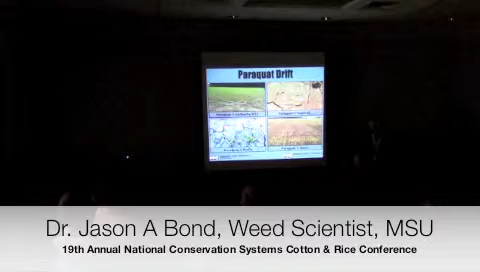 Paraquat Drift
Dr. Jason A Bond, Weed Scientist, MSU
19th Annual National Conservation Systems Cotton & Rice Conference